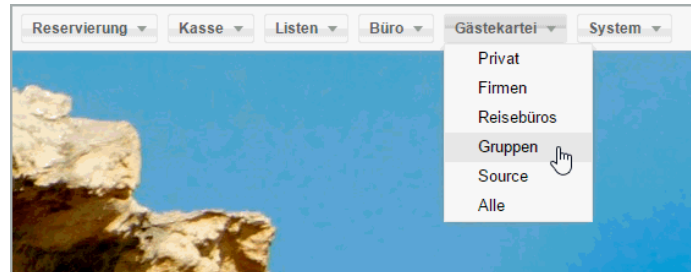 Reservierung Kasse Listen Büro Gästekartei System
Privat
Firmen
Reisebüros
Gruppen
Source
Alle